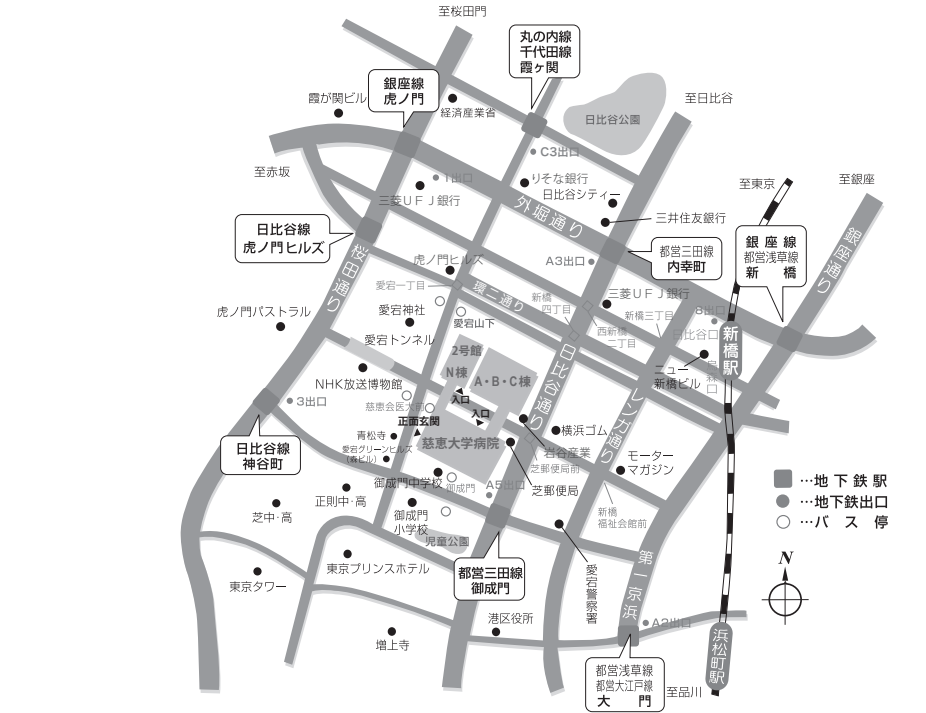 至桜田門
丸の内線
千代田線
霞ヶ関
銀座線
虎ノ門
霞が関ビル
経済産業省
日比谷公園
至日比谷
C3出口
至赤坂
1出口
三菱UFJ銀行
りそな銀行
日比谷シティー
至東京
至銀座
外堀通り
三井住友銀行
日比谷線
虎ノ門ヒルズ
桜田通り
虎ノ門ヒルズ
A3出口
都営三田線
内幸町
銀座線
都営浅草線
新橋
銀座通り
愛宕一丁目
環二通り
新橋
四丁目
三菱UFJ銀行
新橋三丁目
8出口
日比谷口
西新橋
二丁目
新橋駅
烏森口
虎ノ門パストラル
愛宕神社
愛宕山下
愛宕トンネル
2号館
N棟
A・B・C棟
入口
入口
日比谷通り
ニュー
新橋ビル
NHK放送博物館
慈恵会医大前
正面玄関
慈恵大学病院
3出口
青松寺
愛宕グリーンヒルズ
(森ビル)
横浜ゴム
レンガ通り
岩谷産業
芝郵便局前
モーター
マガジン
日比谷線
神谷町
御成門中学校
御成門
A5出口
芝郵便局
芝中・高
正則中・高
御成門
小学校
児童公園
新橋
福祉会館前
…地下鉄駅
…地下鉄出口
…バス停
N
東京タワー
東京プリンスホテル
都営三田線
御成門
愛宕警察署
第一京浜
増上寺
港区役所
A2出口
浜松町駅
都営浅草線
都営大江戸線
大門
至品川